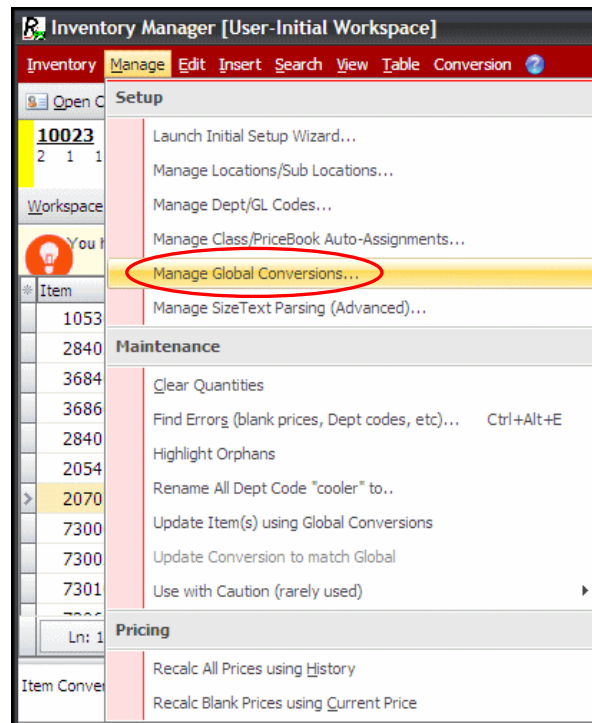 Inventory Manager [User-Initial Workspace]
Inventory Manage Edit Insert Search View Table Conversion
Open C
Setup
10023
2 1 1
Launch Initial Setup Wizard...
Manage Locations/Sub Locations...
Workspace
Manage Dept/GL Codes...
You h
Manage Class/PriceBook Auto-Assignments...
Manage Global Conversions...
Item
Manage SizeText Parsing (Advanced)...
1053
2840
Maintenance
3684
Clear Quantities
3686
Find Errors (blank prices, Dept codes, etc)... Ctrl+Alt+E
2840
Highlight Orphans
2054
Rename All Dept Code "cooler" to..
2070
Update Item(s) using Global Conversions
7300
Update Conversion to match Global
7300
7301
Use with Caution (rarely used)
Ln: 1
Pricing
Recalc All Prices using History
Item Conver
Recalc Blank Prices using Current Price